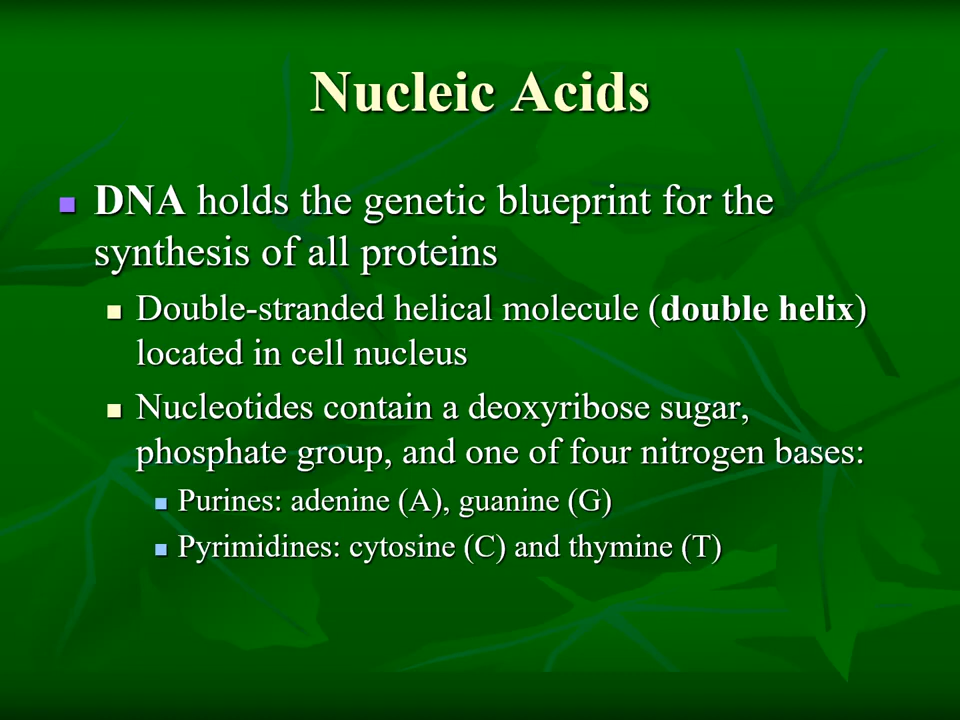 Nucleic Acids
DNA holds the genetic blueprint for the
synthesis of all proteins
Double-stranded helical molecule (double helix)
located in cell nucleus
Nucleotides contain a deoxyribose sugar,
phosphate group, and one of four nitrogen bases:
Purines: adenine (A), guanine (G)
Pyrimidines: cytosine (C) and thymine (T)